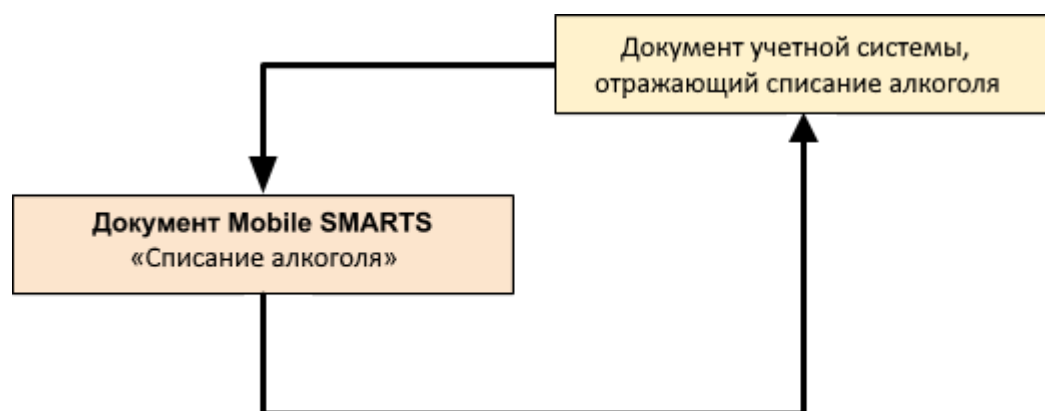 Документ учетной системы,
отражающий списание алкоголя
Документ Mobile SMARTS
«Списание алкоголя»